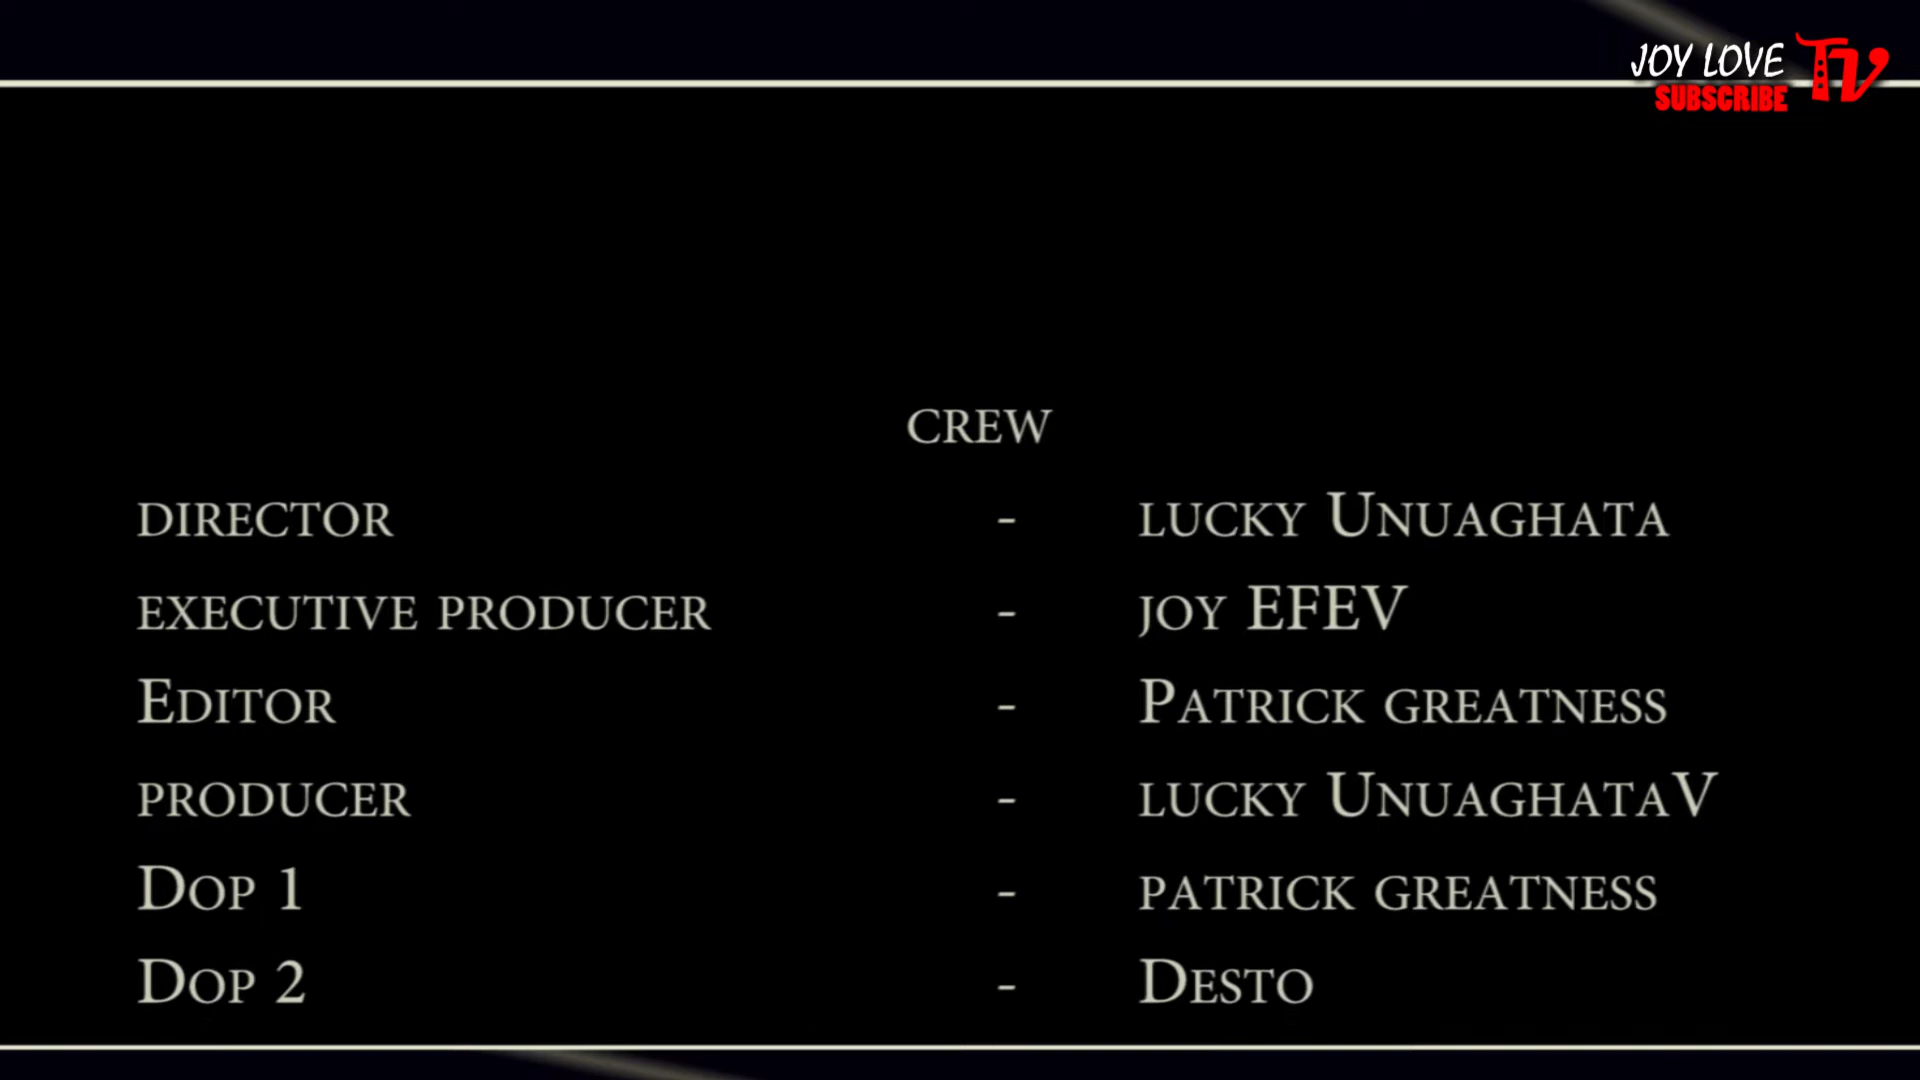 JOY LOVE TV
SUBSCRIBE
CREW
DIRECTOR - LUCKY UNUAGHATA
EXECUTIVE PRODUCER - JOY EFEV
EDITOR - PATRICK GREATNESS
PRODUCER - LUCKY UNUAGHATAV
DOP 1 - PATRICK GREATNESS
DOP 2 - DESTO